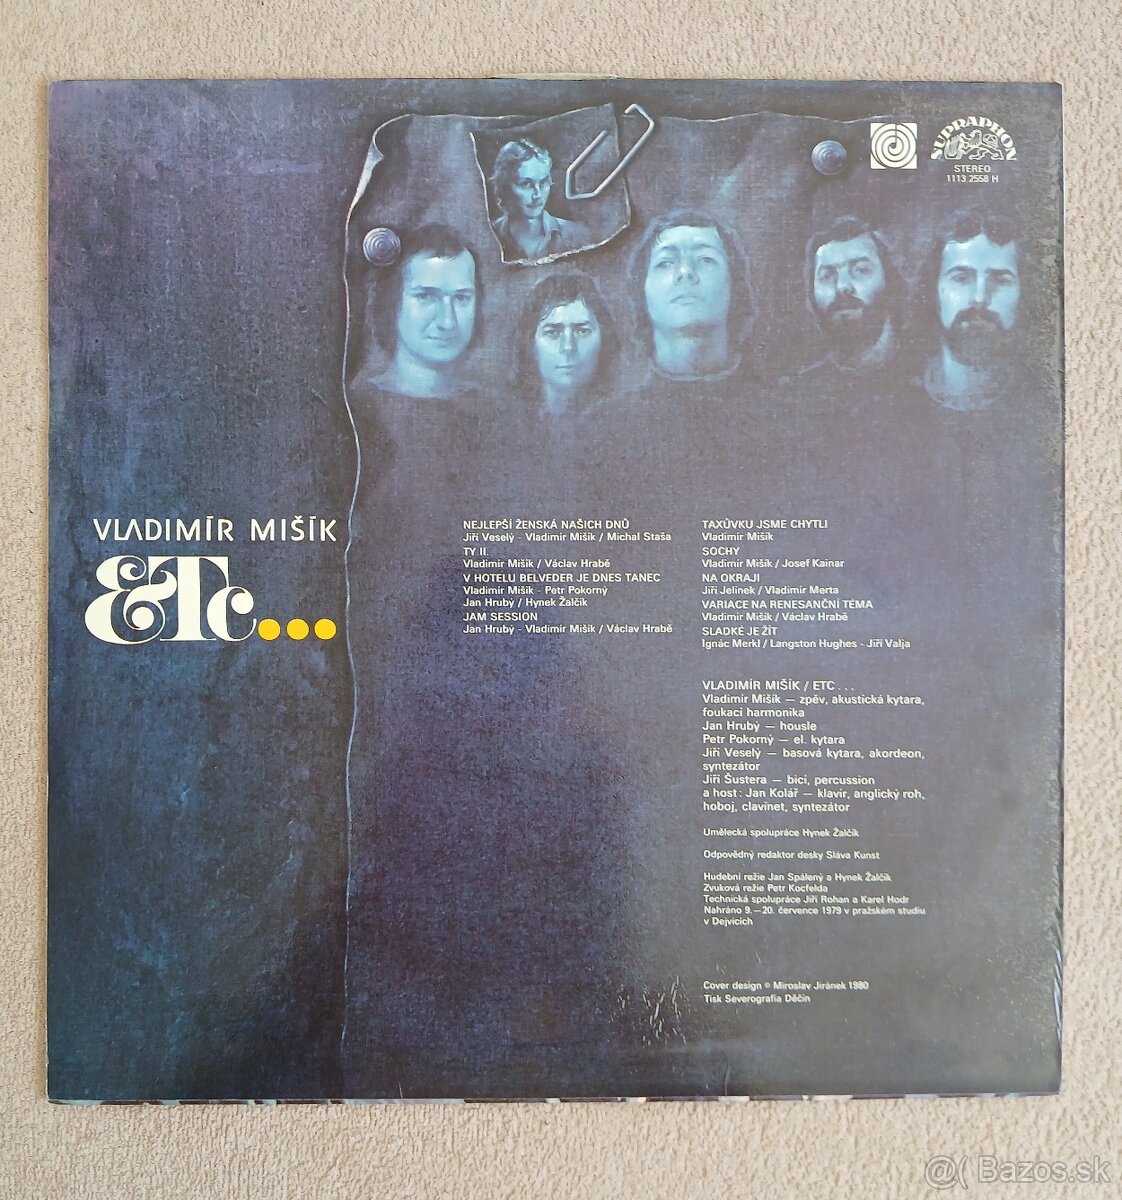 SUPRAPHON
STEREO
1113 2558 H
VLADIMÍR MIŠÍK
&Tc...
NEJLEPŠÍ ŽENSKÁ NAŠICH DNŮ
Jiří Veselý - Vladimír Mišík / Michal Staša
TY II.
Vladimír Mišík / Václav Hrabě
V HOTELU BELVEDER JE DNES TANEC
Vladimír Mišík - Petr Pokorný
Jan Hrubý / Hynek Žalčík
JAM SESSION
Jan Hrubý - Vladimír Mišík / Václav Hrabě
TAXŮVKU JSME CHYTLI
Vladimír Mišík
SOCHY
Vladimír Mišík / Josef Kainar
NA OKRAJI
Jiří Jelínek / Vladimír Merta
VARIACE NA RENESANČNÍ TÉMA
Vladimír Mišík / Václav Hrabě
SLADKÉ JE ŽÍT
Ignác Merkl / Langston Hughes - Jiří Valja
VLADIMÍR MIŠÍK / ETC . . .
Vladimír Mišík — zpěv, akustická kytara,
foukací harmonika
Jan Hrubý — housle
Petr Pokorný — el. kytara
Jiří Veselý — basová kytara, akordeon,
syntezátor
Jiří Šustera — bicí, percussion
a host: Jan Kolář — klavír, anglický roh,
hoboj, clavinet, syntezátor
Umělecká spolupráce Hynek Žalčík
Odpovědný redaktor desky Sláva Kunst
Hudební režie Jan Spálený a Hynek Žalčík
Zvuková režie Petr Kocfelda
Technická spolupráce Jiří Rohan a Karel Hodr
Nahráno 9.—20. července 1979 v pražském studiu
v Dejvicích
Cover design © Miroslav Jiránek 1980
Tisk Severografia Děčín
@( Bazos.sk